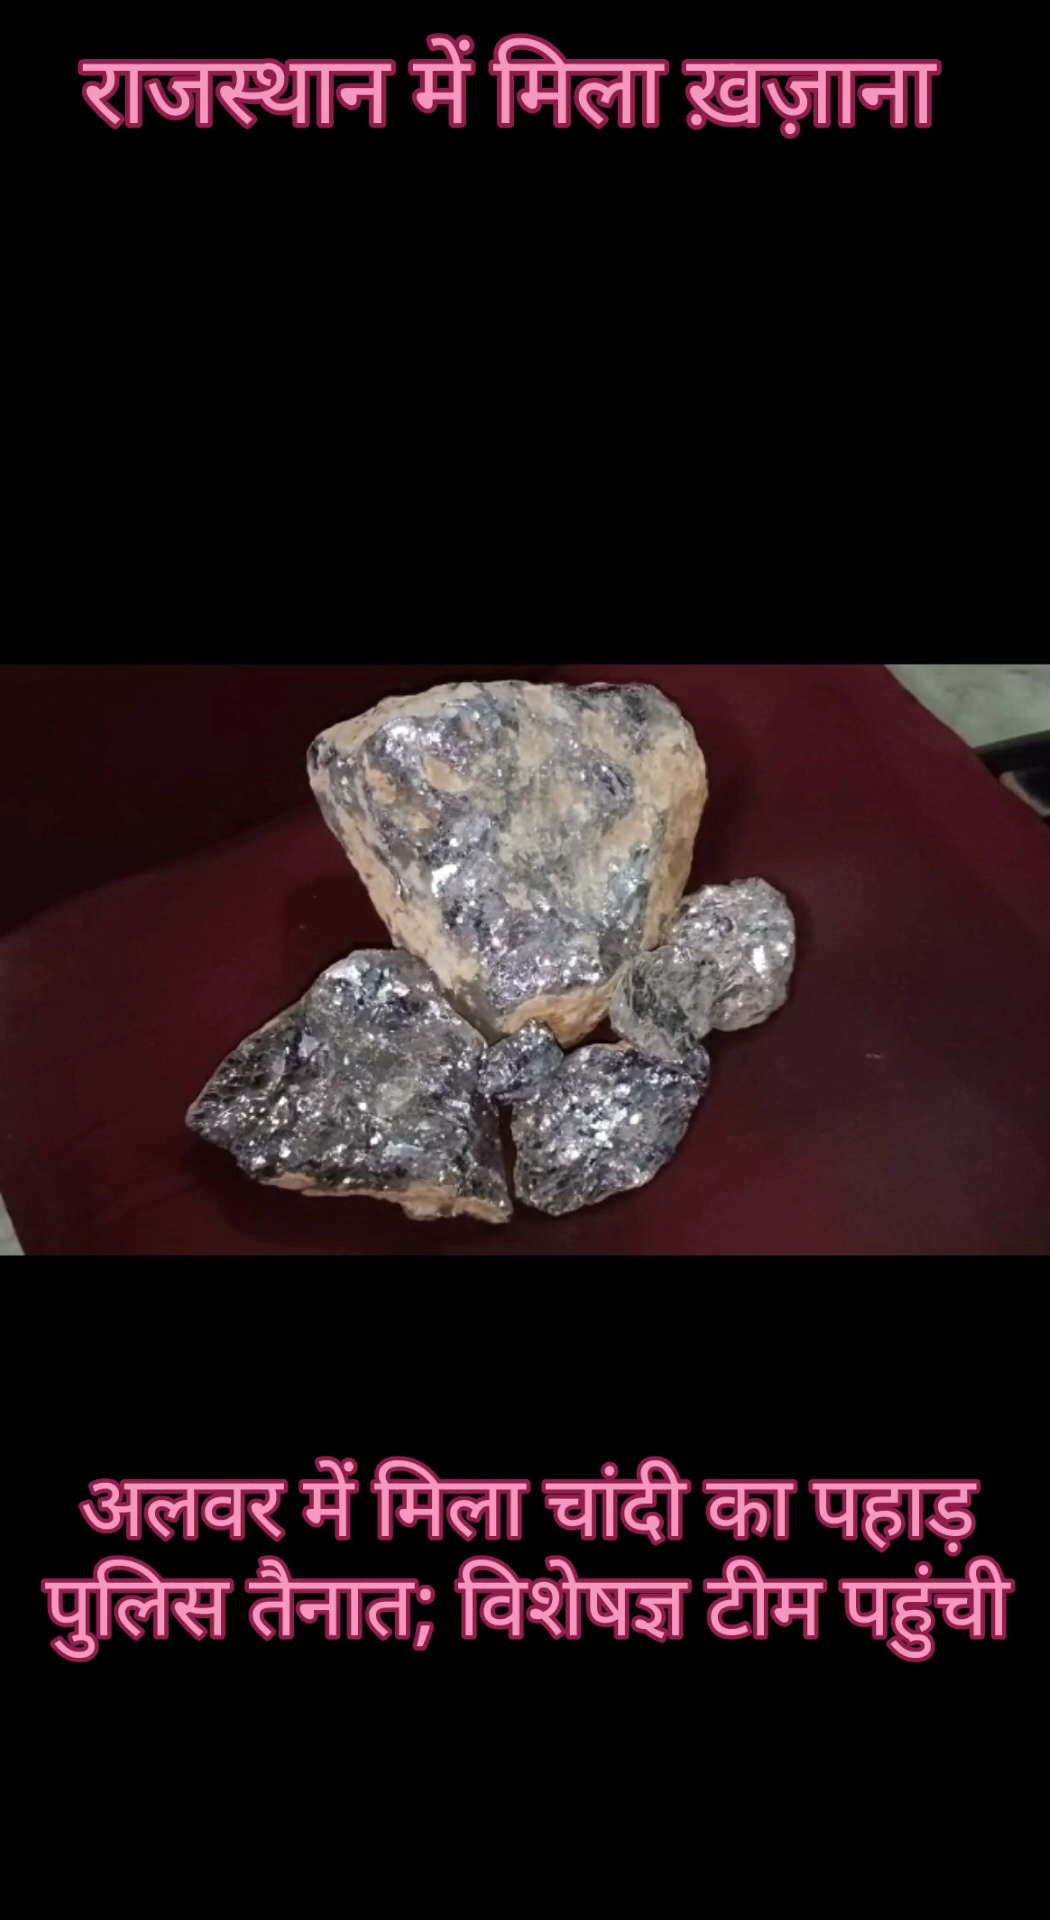 राजस्थान में मिला ख़ज़ाना
अलवर में मिला चांदी का पहाड़
पुलिस तैनात; विशेषज्ञ टीम पहुंची